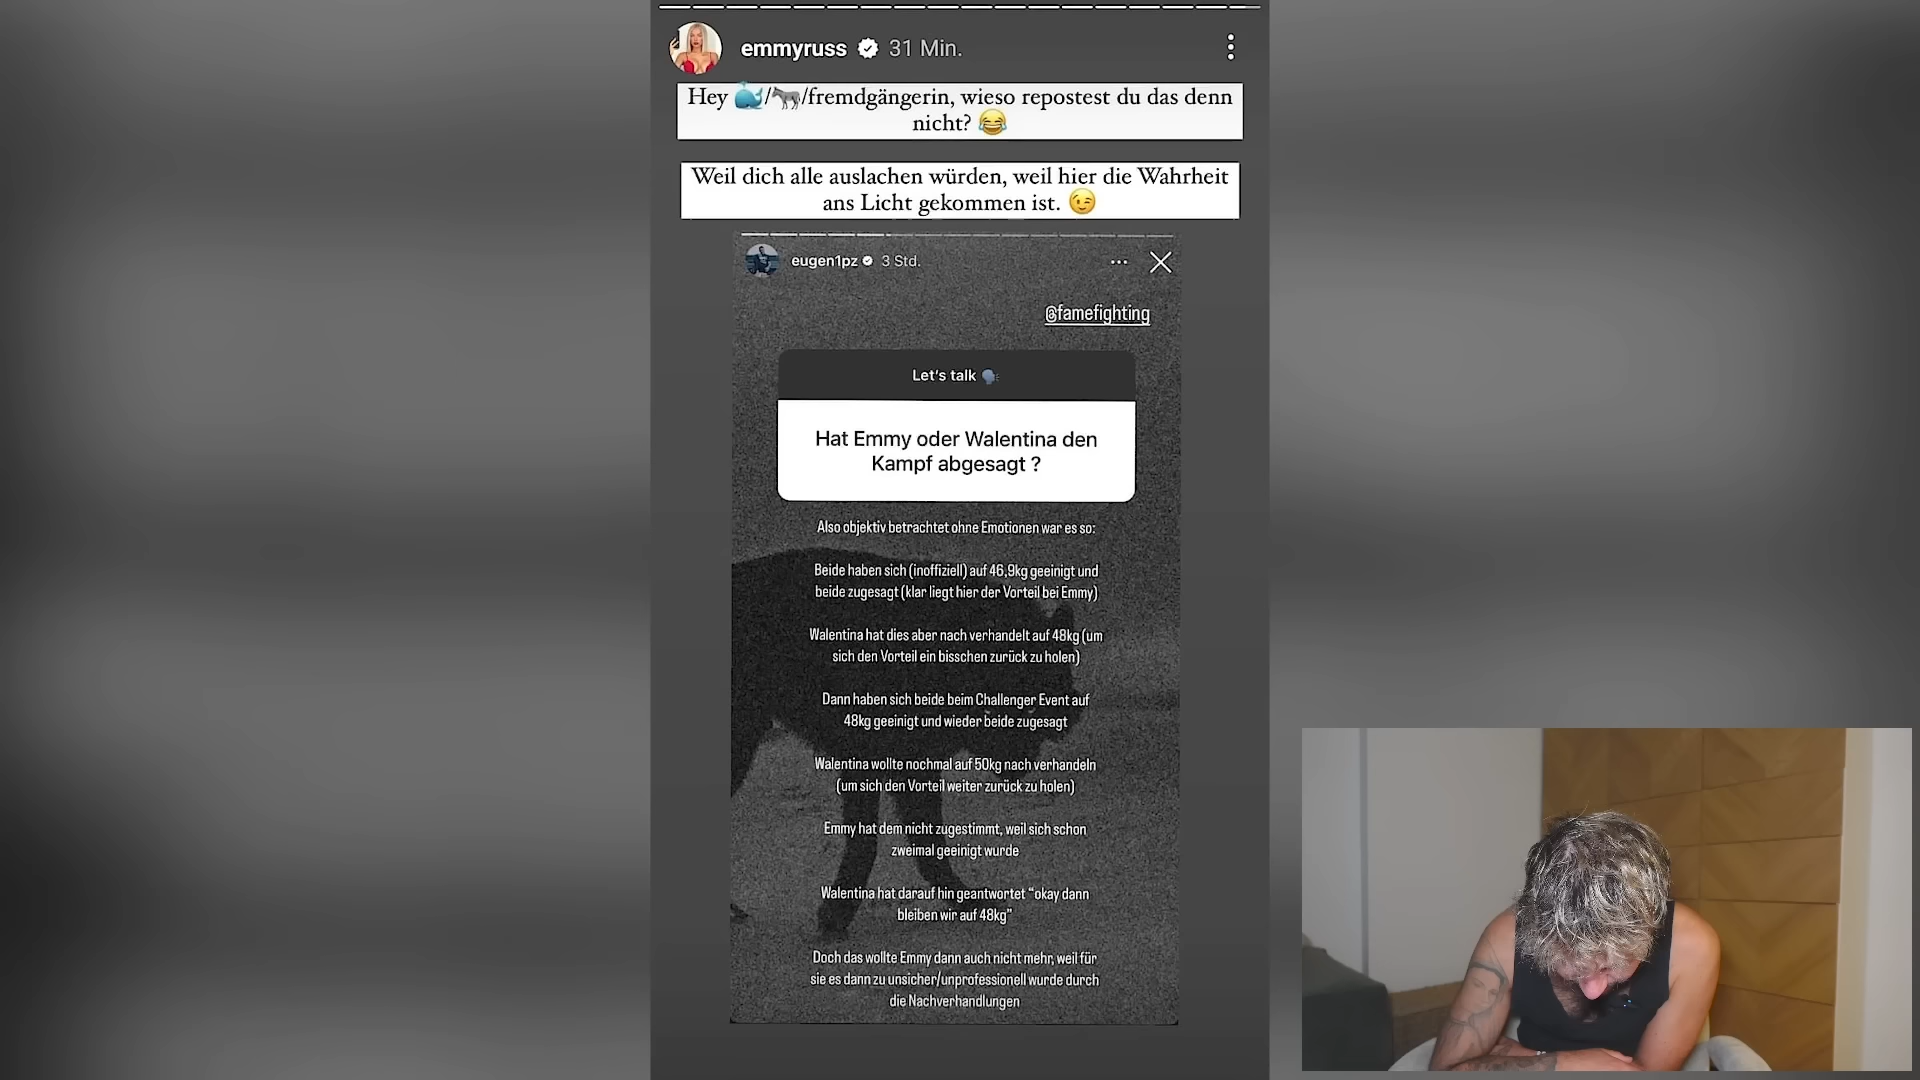 emmyruss 31 Min.
Hey 🐳/🫏/fremdgängerin, wieso repostest du das denn
nicht? 😂
Weil dich alle auslachen würden, weil hier die Wahrheit
ans Licht gekommen ist. 😉
eugen1pz 3 Std.
@famefighting
Let's talk 🗣️
Hat Emmy oder Walentina den
Kampf abgesagt ?
Also objektiv betrachtet ohne Emotionen war es so:
Beide haben sich (inoffiziell) auf 46,9kg geeinigt und
beide zugesagt (klar liegt hier der Vorteil bei Emmy)
Walentina hat dies aber nach verhandelt auf 48kg (um
sich den Vorteil ein bisschen zurück zu holen)
Dann haben sich beide beim Challenger Event auf
48kg geeinigt und wieder beide zugesagt
Walentina wollte nochmal auf 50kg nach verhandeln
(um sich den Vorteil weiter zurück zu holen)
Emmy hat dem nicht zugestimmt, weil sich schon
zweimal geeinigt wurde
Walentina hat darauf hin geantwortet "okay dann
bleiben wir auf 48kg"
Doch das wollte Emmy dann auch nicht mehr, weil für
sie es dann zu unsicher/unprofessionell wurde durch
die Nachverhandlungen